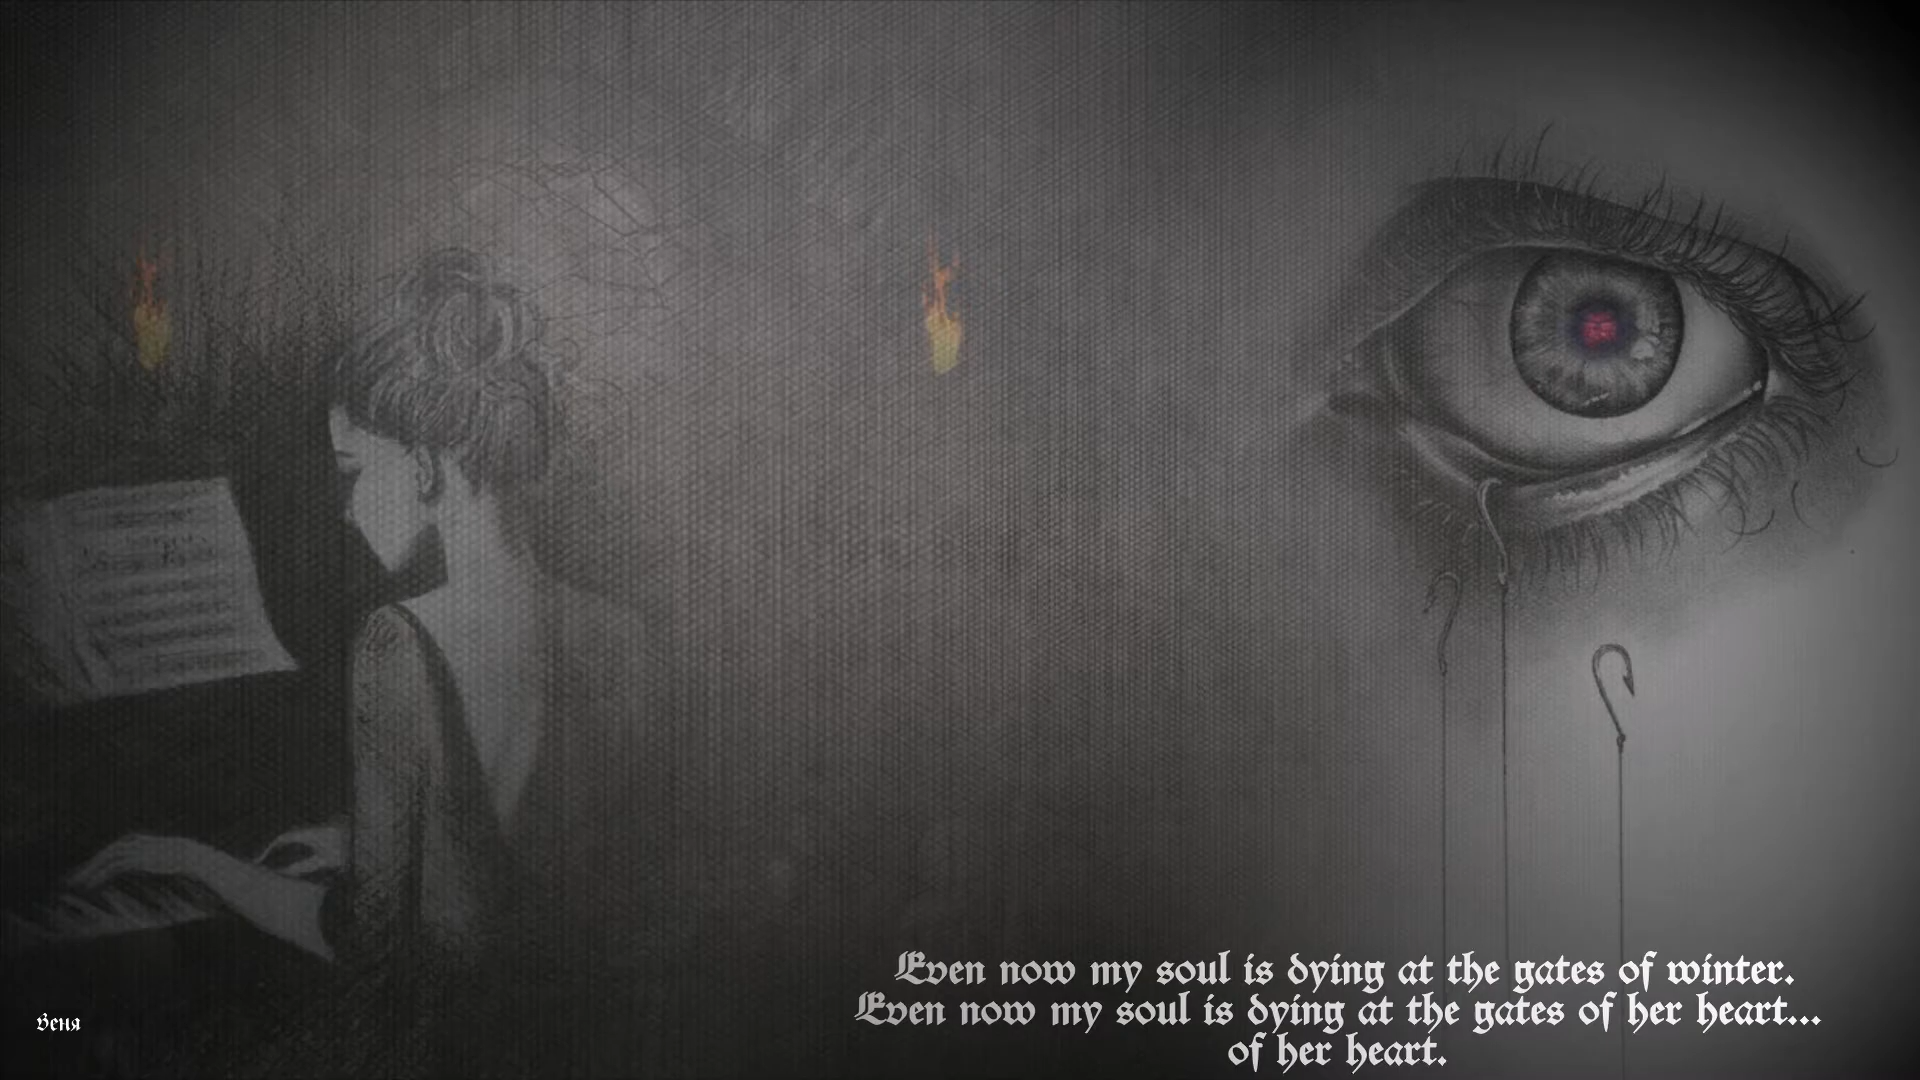 Even now my soul is dying at the gates of winter.
Even now my soul is dying at the gates of her heart...
of her heart.
Веня